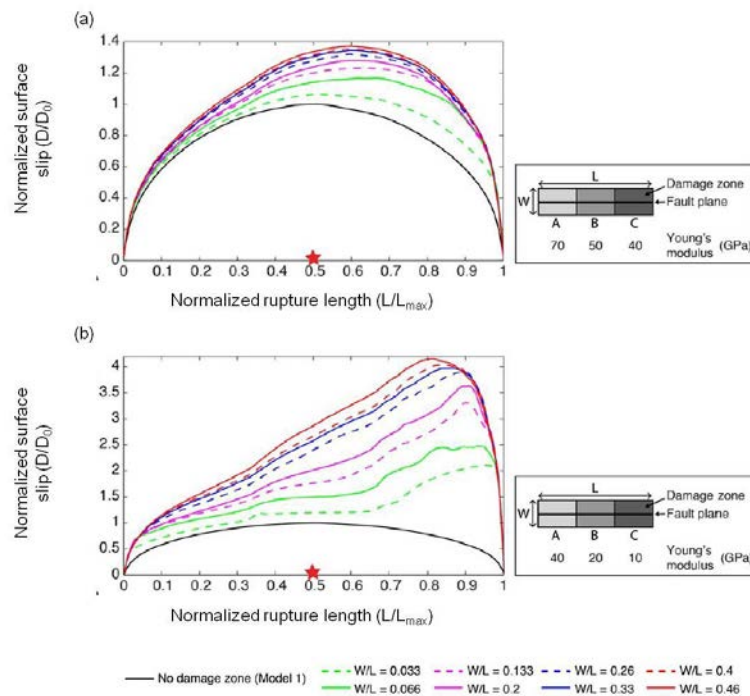 (a)
Normalized surface
slip (D/D0)
1.4
1.2
1
0.8
0.6
0.4
0.2
0
0 0.1 0.2 0.3 0.4 0.5 0.6 0.7 0.8 0.9 1
Normalized rupture length (L/Lmax)
L
W
Damage zone
Fault plane
A B C
70 50 40 Young's modulus (GPa)
(b)
Normalized surface
slip (D/D0)
4
3.5
3
2.5
2
1.5
1
0.5
0
0 0.1 0.2 0.3 0.4 0.5 0.6 0.7 0.8 0.9 1
Normalized rupture length (L/Lmax)
L
W
Damage zone
Fault plane
A B C
40 20 10 Young's modulus (GPa)
No damage zone (Model 1)
W/L = 0.033 W/L = 0.133 W/L = 0.26 W/L = 0.4
W/L = 0.066 W/L = 0.2 W/L = 0.33 W/L = 0.46